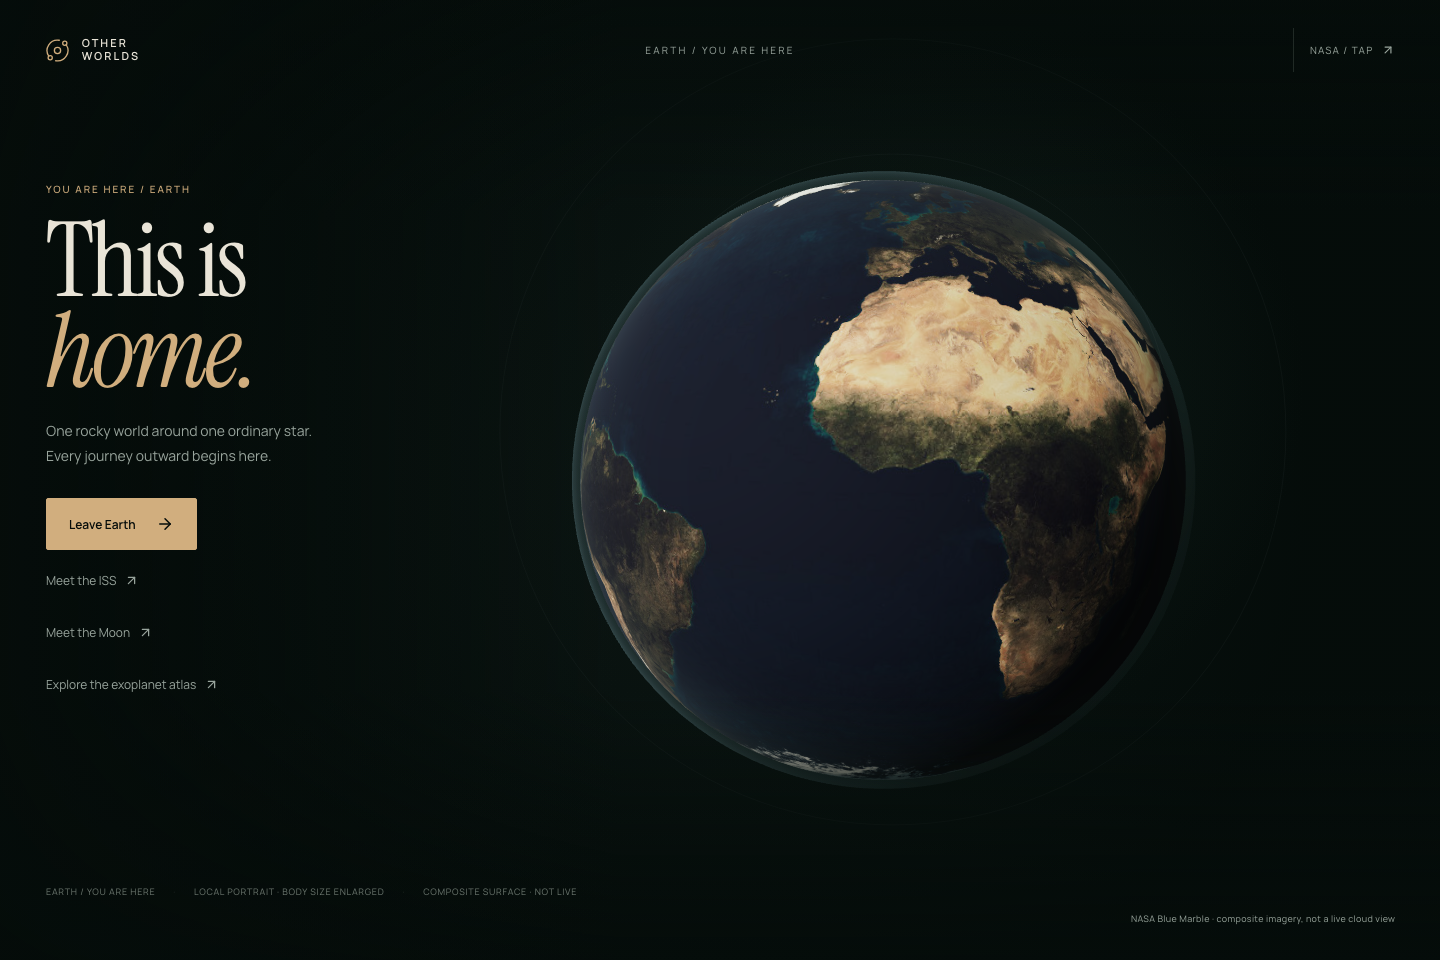 OTHER
WORLDS
EARTH / YOU ARE HERE
NASA / TAP
YOU ARE HERE / EARTH
This is
home.
One rocky world around one ordinary star.
Every journey outward begins here.
Leave Earth
Meet the ISS
Meet the Moon
Explore the exoplanet atlas
EARTH / YOU ARE HERE
LOCAL PORTRAIT · BODY SIZE ENLARGED
COMPOSITE SURFACE · NOT LIVE
NASA Blue Marble · composite imagery, not a live cloud view